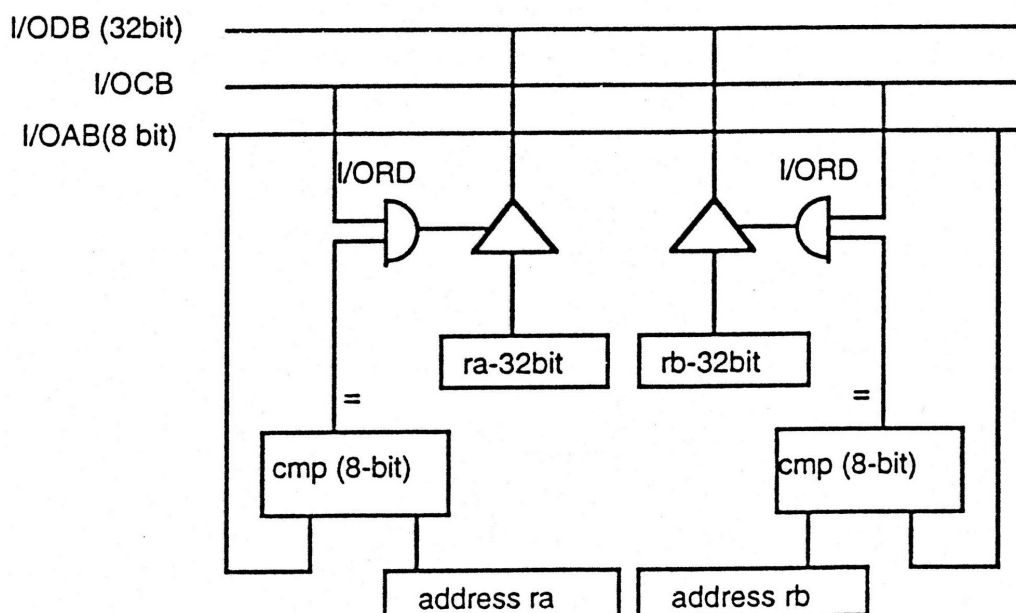 I/ODB (32bit)
I/OCB
I/OAB(8 bit)
I/ORD
I/ORD
ra-32bit
rb-32bit
=
=
cmp (8-bit)
cmp (8-bit)
address ra
address rb